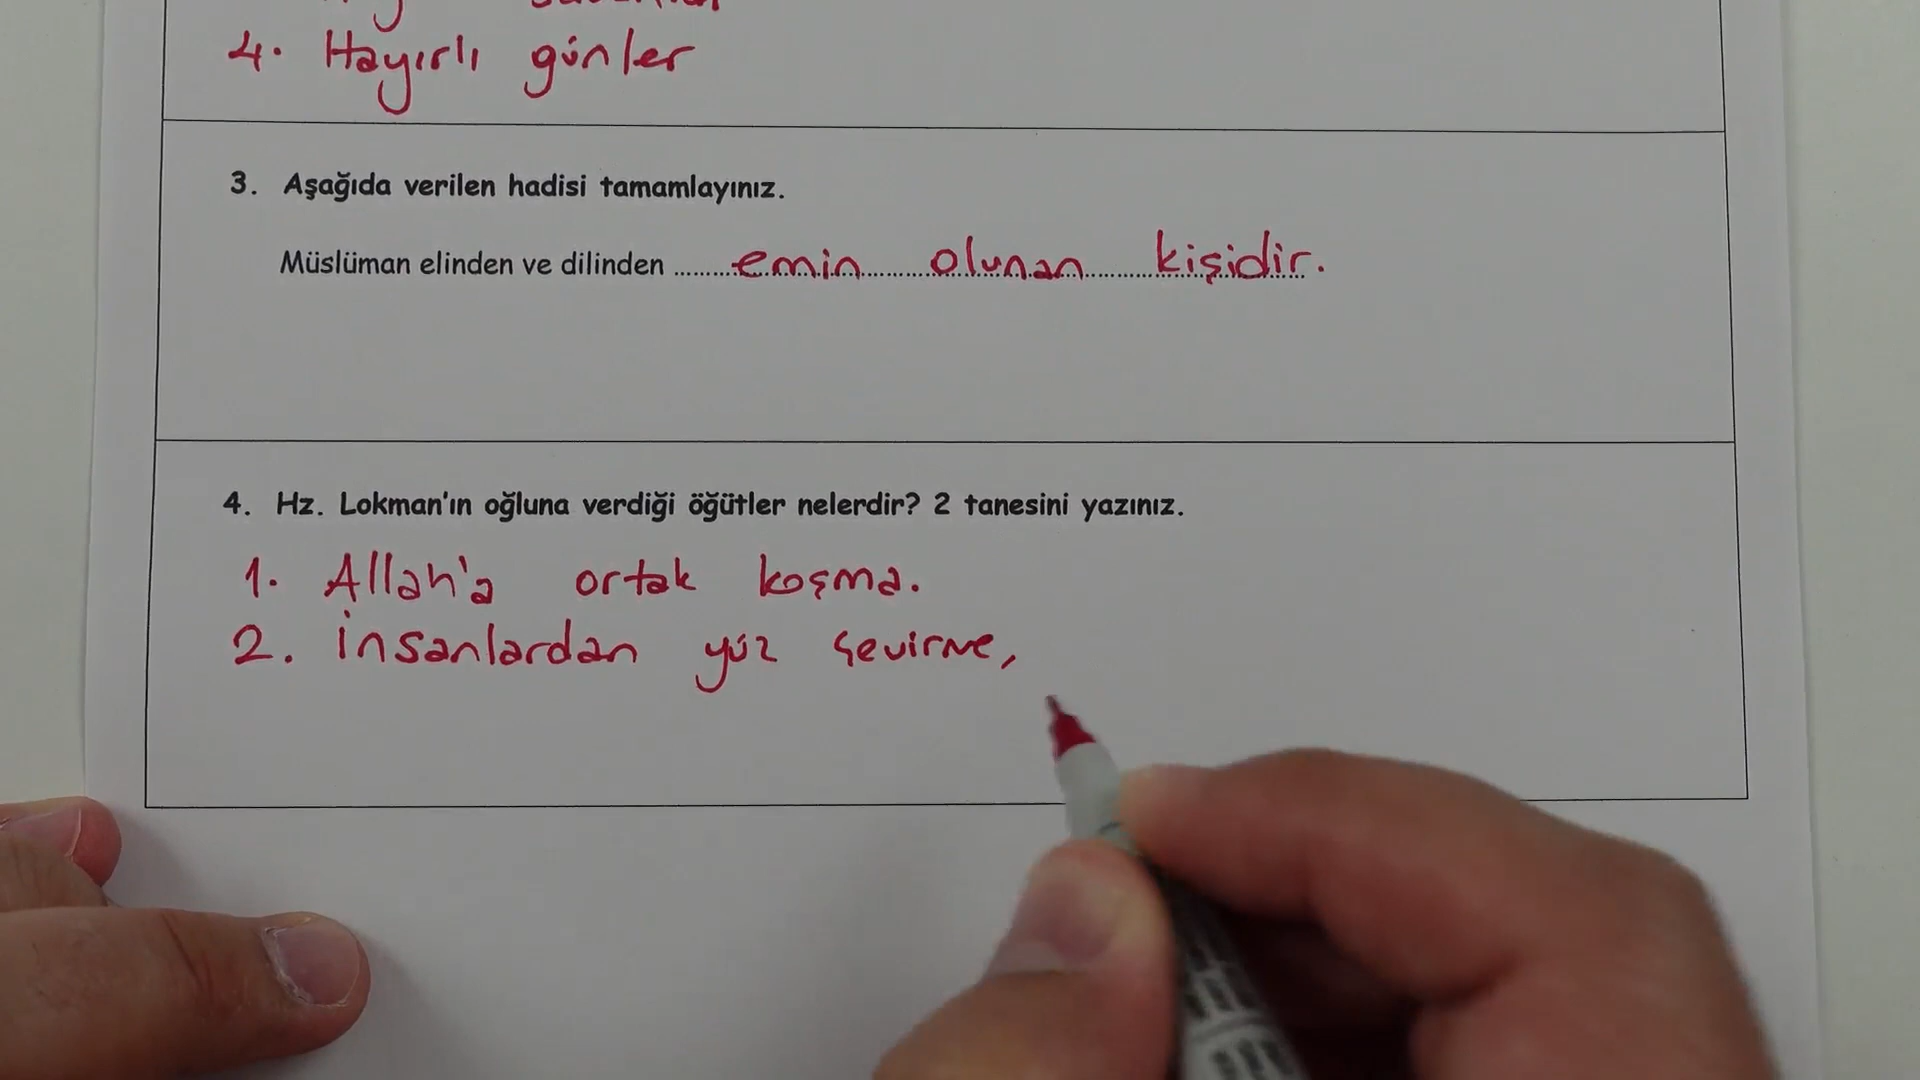 4. Hayırlı günler
3. Aşağıda verilen hadisi tamamlayınız.
Müslüman elinden ve dilinden ......... emin olunan kişidir.
4. Hz. Lokman'ın oğluna verdiği öğütler nelerdir? 2 tanesini yazınız.
1. Allah'a ortak koşma.
2. İnsanlardan yüz çevirme,